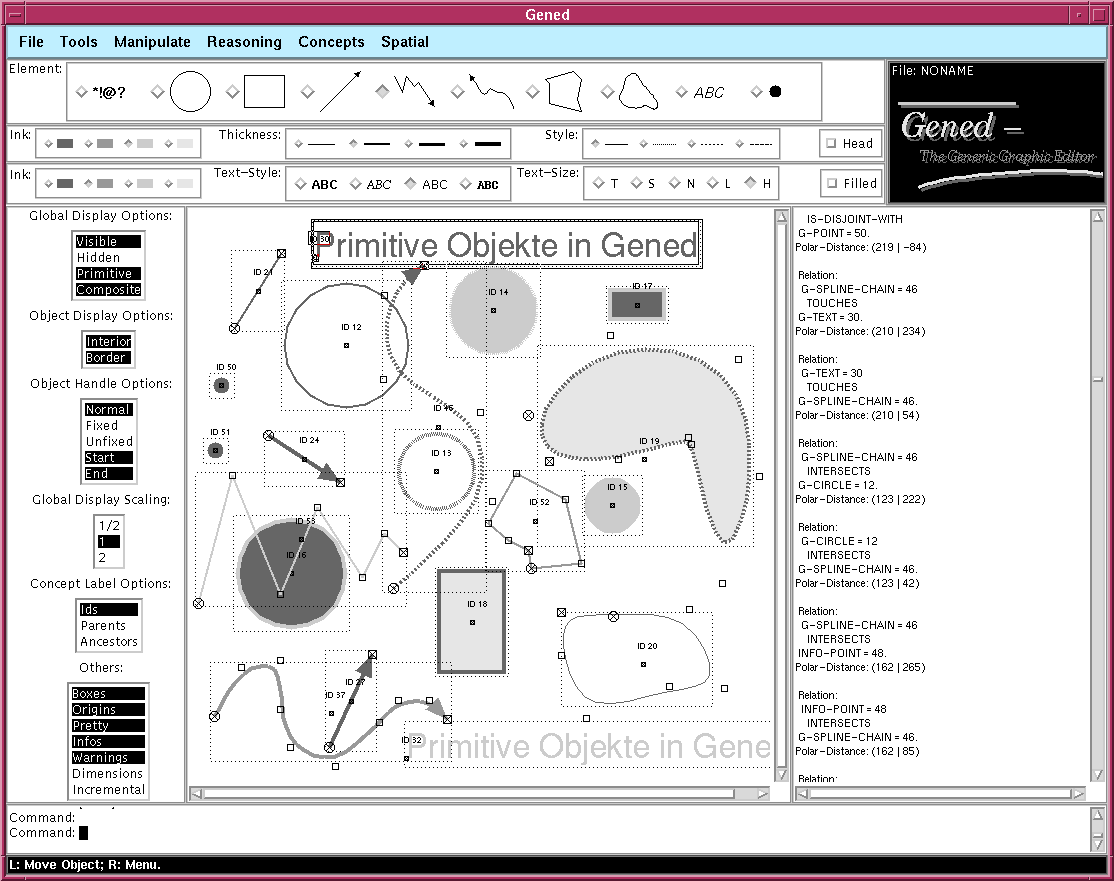 Gened
File Tools Manipulate Reasoning Concepts Spatial
Element:
*!@?
ABC
File: NONAME
Gened –
The Generic Graphic Editor
Ink:
Thickness:
Style:
Head
Ink:
Text-Style:
ABC ABC ABC ABC
Text-Size:
T S N L H
Filled
Global Display Options:
Visible
Hidden
Primitive
Composite
Object Display Options:
Interior
Border
Object Handle Options:
Normal
Fixed
Unfixed
Start
End
Global Display Scaling:
1/2
1
2
Concept Label Options:
Ids
Parents
Ancestors
Others:
Boxes
Origins
Pretty
Infos
Warnings
Dimensions
Incremental
Primitive Objekte in Gened
ID 30
ID 21
ID 14
ID 17
ID 12
ID 50
ID 46
ID 51
ID 24
ID 13
ID 19
ID 15
ID 52
ID 53
ID 16
ID 18
ID 20
ID 27
ID 37
ID 32
Primitive Objekte in Gene
IS-DISJOINT-WITH
G-POINT = 50.
Polar-Distance: (219 | -84)
Relation:
G-SPLINE-CHAIN = 46
TOUCHES
G-TEXT = 30.
Polar-Distance: (210 | 234)
Relation:
G-TEXT = 30
TOUCHES
G-SPLINE-CHAIN = 46.
Polar-Distance: (210 | 54)
Relation:
G-SPLINE-CHAIN = 46
INTERSECTS
G-CIRCLE = 12.
Polar-Distance: (123 | 222)
Relation:
G-CIRCLE = 12
INTERSECTS
G-SPLINE-CHAIN = 46.
Polar-Distance: (123 | 42)
Relation:
G-SPLINE-CHAIN = 46
INTERSECTS
INFO-POINT = 48.
Polar-Distance: (162 | 265)
Relation:
INFO-POINT = 48
INTERSECTS
G-SPLINE-CHAIN = 46.
Polar-Distance: (162 | 85)
Relation:
Command:
Command:
L: Move Object; R: Menu.